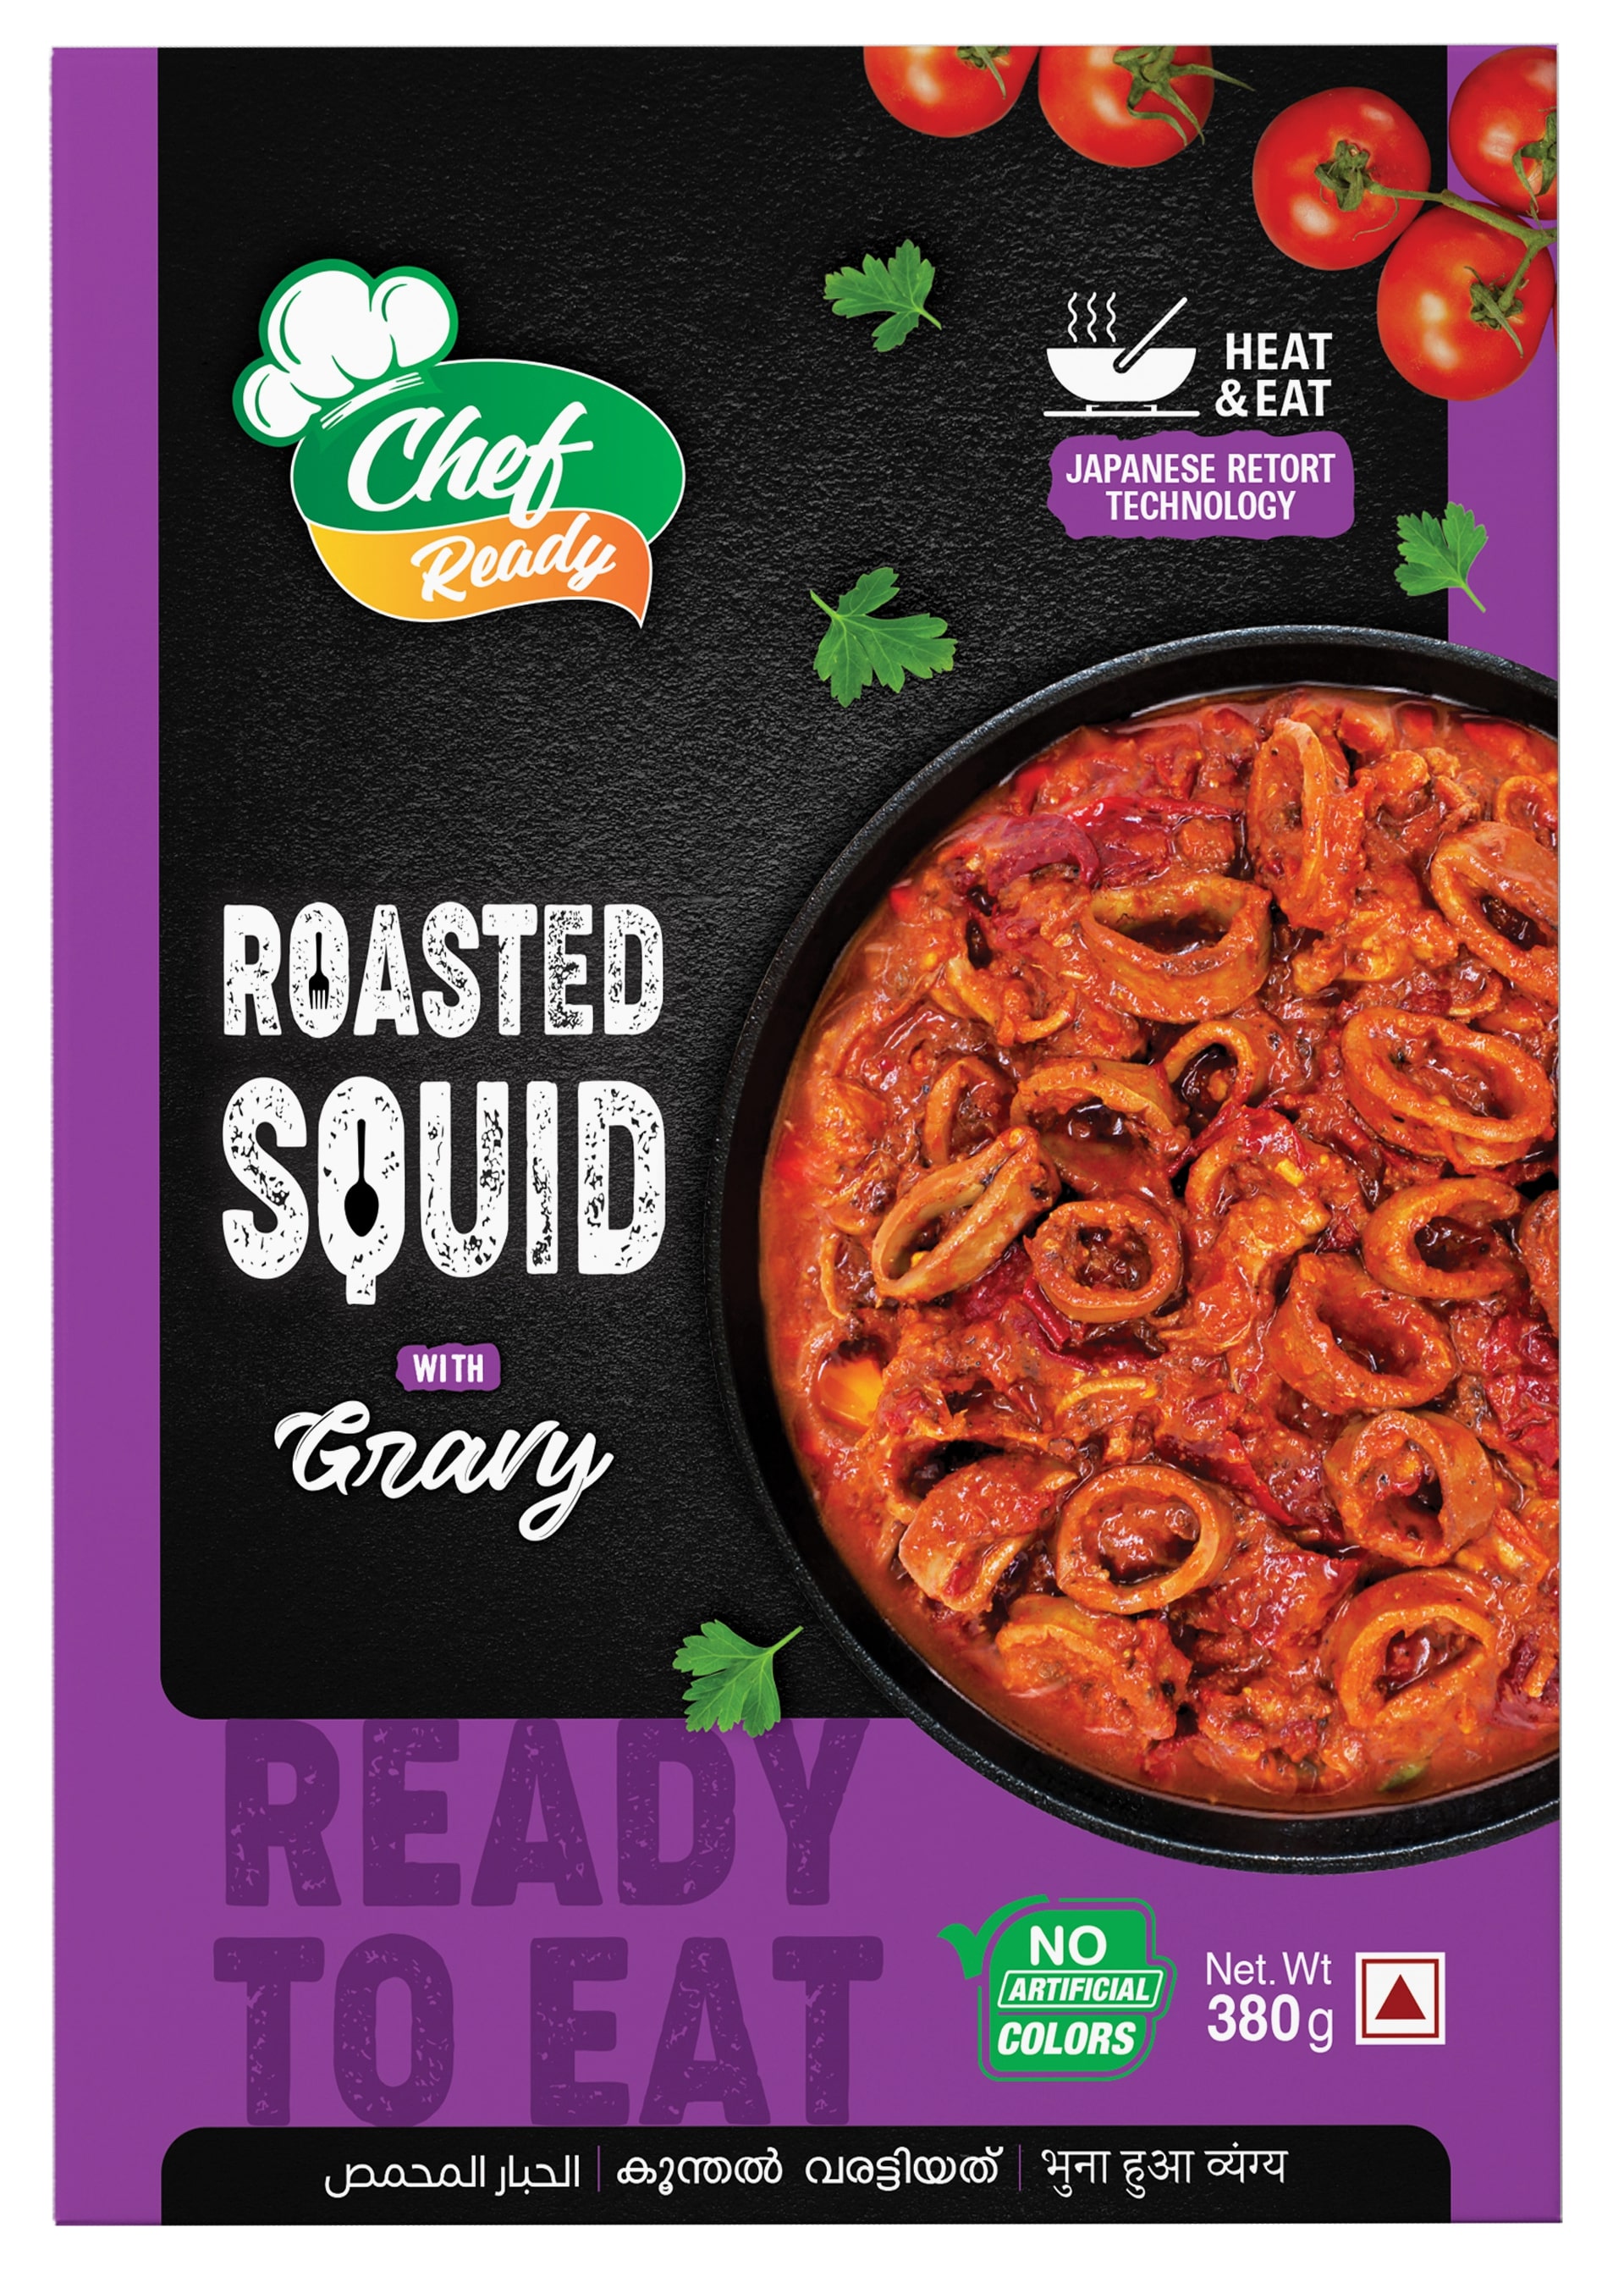 Chef
Ready
HEAT
& EAT
JAPANESE RETORT
TECHNOLOGY
ROASTED
SQUID
WITH
Gravy
READY
TO EAT
NO
ARTIFICIAL
COLORS
Net. Wt
380g
الحبار المحمص | കൂന്തൽ വരട്ടിയത് | भुना हुआ व्यंग्य